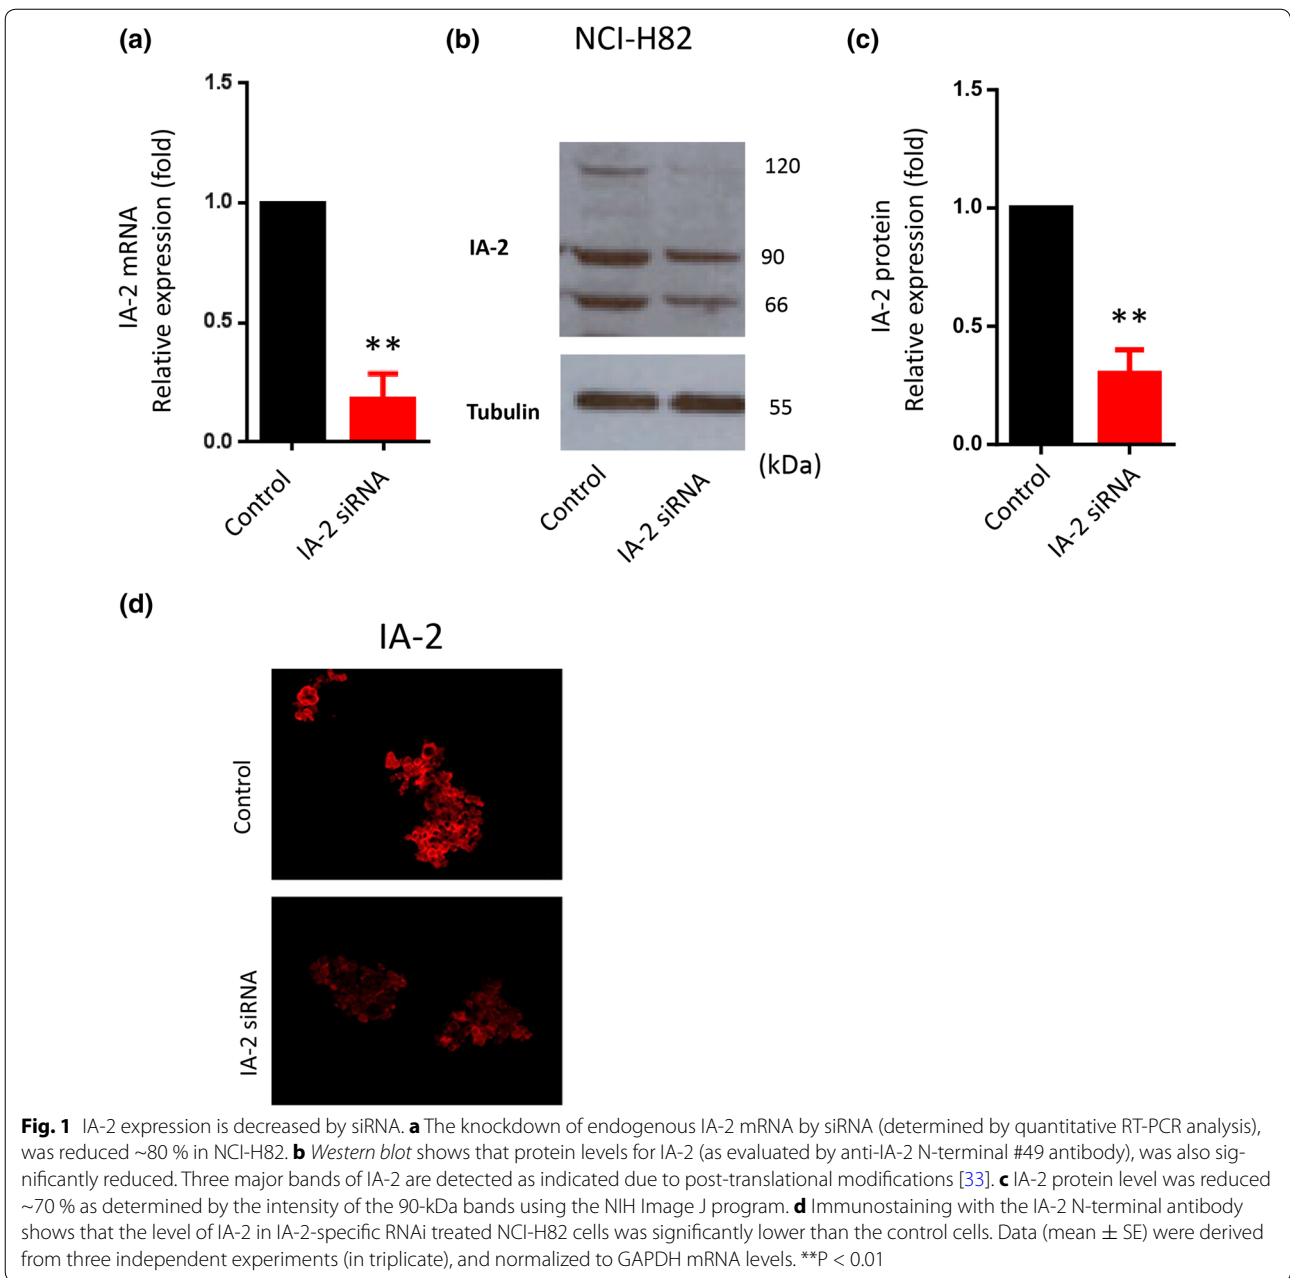 (a)
1.5
1.0
0.5
0.0
IA-2 mRNA
Relative expression (fold)
**
Control
IA-2 siRNA
(b)
NCI-H82
IA-2
120
90
66
Tubulin
55
(kDa)
Control
IA-2 siRNA
(c)
1.5
1.0
0.5
0.0
IA-2 protein
Relative expression (fold)
**
Control
IA-2 siRNA
(d)
IA-2
Control
IA-2 siRNA
Fig. 1 IA-2 expression is decreased by siRNA. a The knockdown of endogenous IA-2 mRNA by siRNA (determined by quantitative RT-PCR analysis),
was reduced ~80 % in NCI-H82. b Western blot shows that protein levels for IA-2 (as evaluated by anti-IA-2 N-terminal #49 antibody), was also sig-
nificantly reduced. Three major bands of IA-2 are detected as indicated due to post-translational modifications [33]. c IA-2 protein level was reduced
~70 % as determined by the intensity of the 90-kDa bands using the NIH Image J program. d Immunostaining with the IA-2 N-terminal antibody
shows that the level of IA-2 in IA-2-specific RNAi treated NCI-H82 cells was significantly lower than the control cells. Data (mean ± SE) were derived
from three independent experiments (in triplicate), and normalized to GAPDH mRNA levels. **P < 0.01